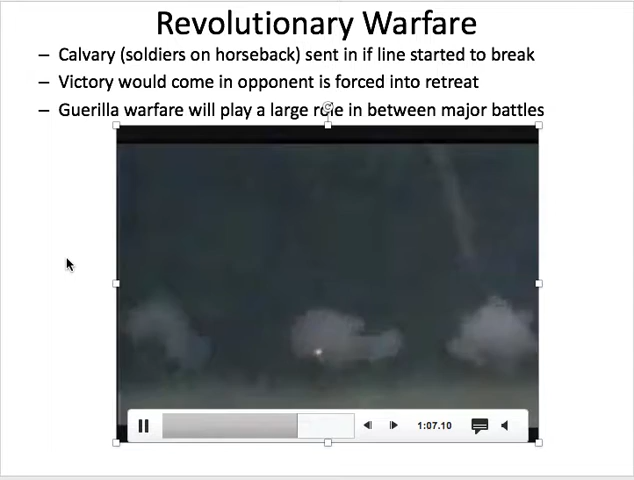 Revolutionary Warfare
– Calvary (soldiers on horseback) sent in if line started to break
– Victory would come in opponent is forced into retreat
– Guerilla warfare will play a large role in between major battles
1:07.10